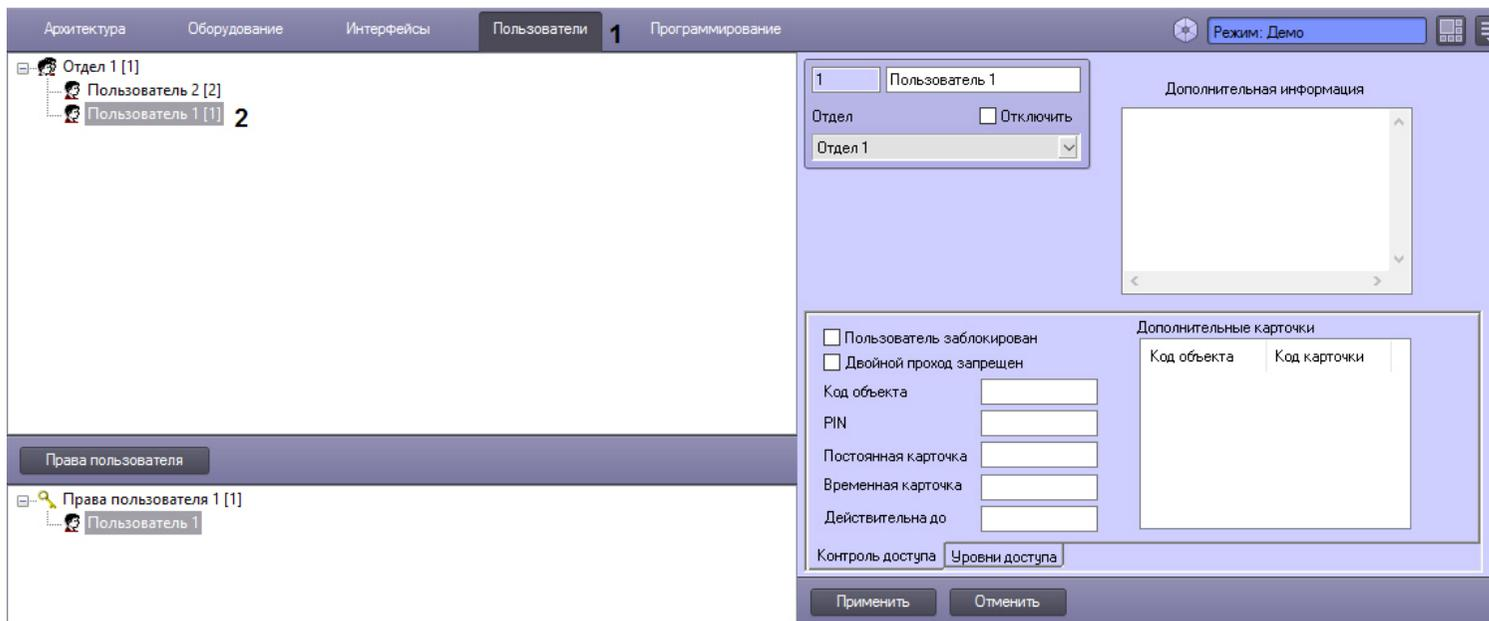 Архитектура Оборудование Интерфейсы Пользователи 1 Программирование Режим: Демо
Отдел 1 [1]
Пользователь 2 [2]
Пользователь 1 [1] 2
1 Пользователь 1
Отдел Отключить
Отдел 1
Дополнительная информация
Пользователь заблокирован
Двойной проход запрещен
Код объекта
PIN
Постоянная карточка
Временная карточка
Действительна до
Дополнительные карточки
Код объекта Код карточки
Контроль доступа Уровни доступа
Права пользователя
Права пользователя 1 [1]
Пользователь 1
Применить Отменить